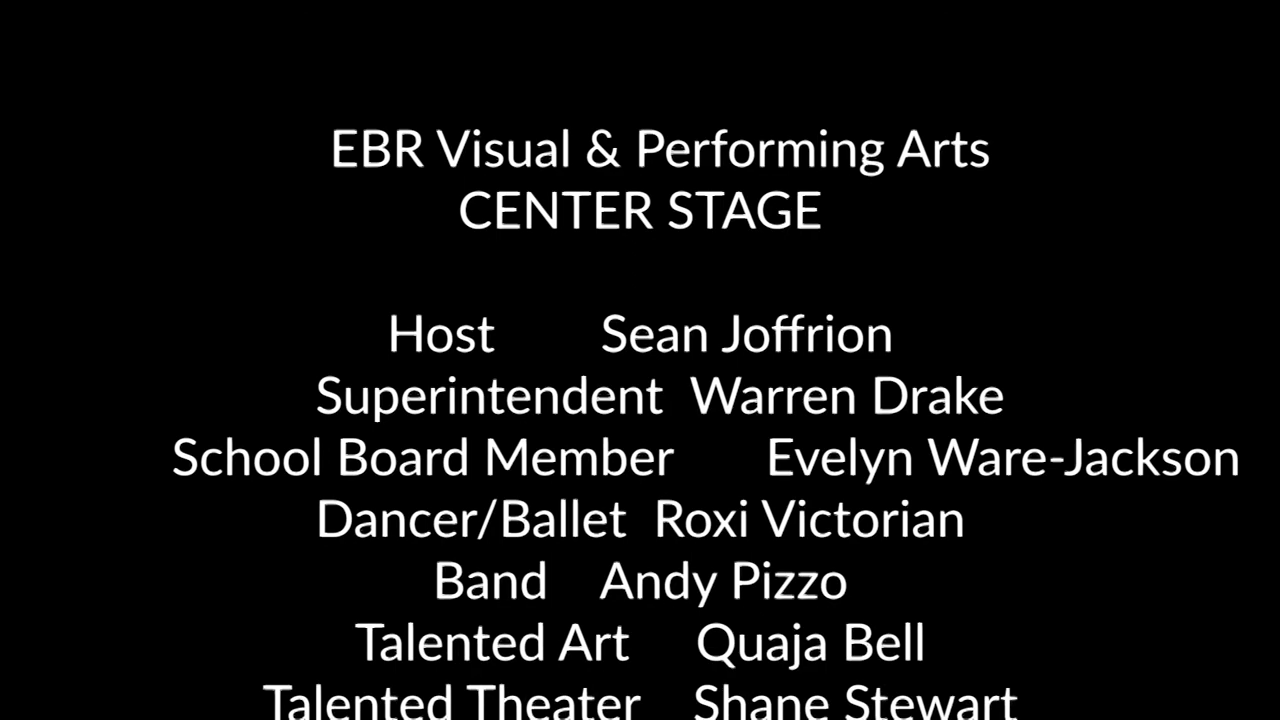 EBR Visual & Performing Arts
CENTER STAGE
Host Sean Joffrion
Superintendent Warren Drake
School Board Member Evelyn Ware-Jackson
Dancer/Ballet Roxi Victorian
Band Andy Pizzo
Talented Art Quaja Bell
Talented Theater Shane Stewart